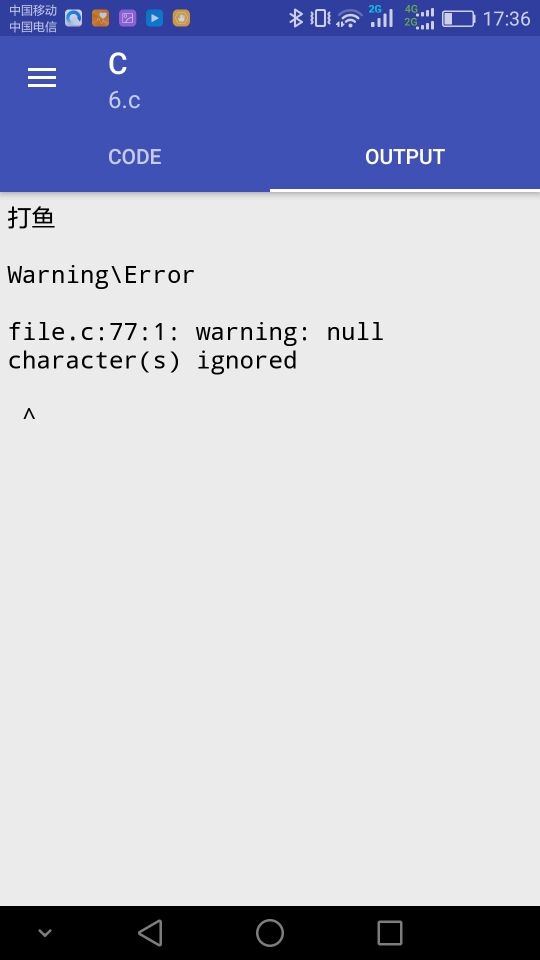 中国移动
中国电信
2G
4G
2G
17:36
C
6.c
CODE
OUTPUT
打鱼
Warning\Error
file.c:77:1: warning: null
character(s) ignored
^